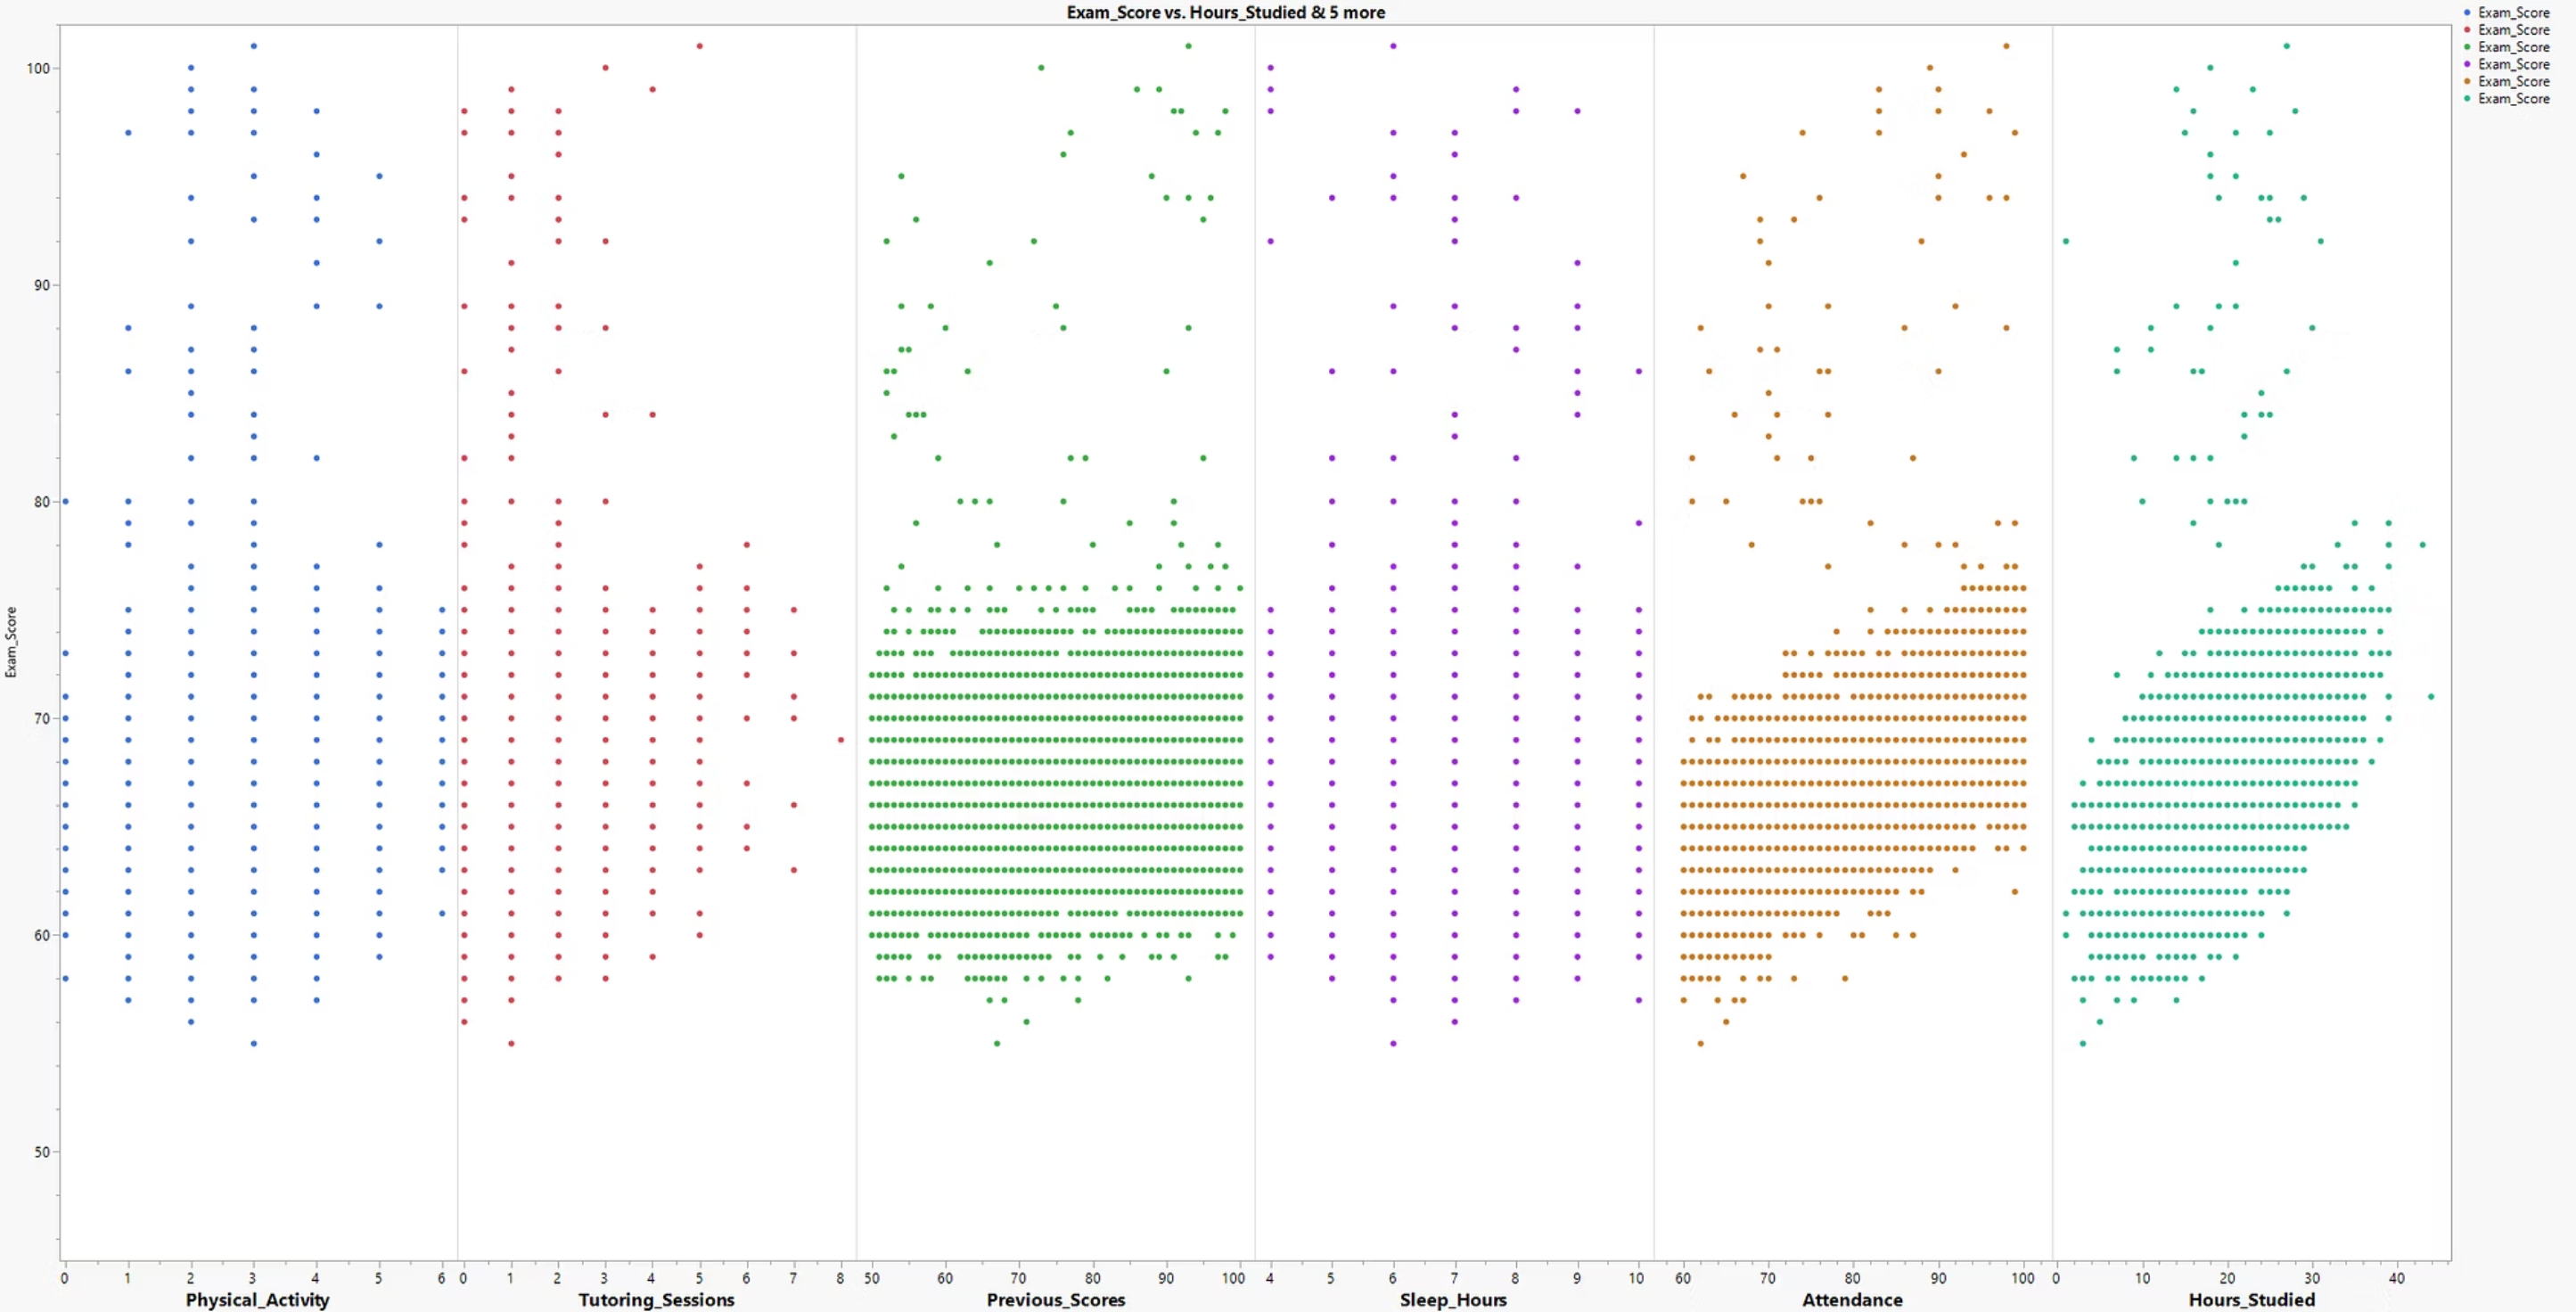 Exam_Score vs. Hours_Studied & 5 more
Exam_Score
Exam_Score
Exam_Score
Exam_Score
Exam_Score
Exam_Score
100
90
80
70
60
50
Exam_Score
0 1 2 3 4 5 6 0 1 2 3 4 5 6 7 8 50 60 70 80 90 100 4 5 6 7 8 9 10 60 70 80 90 100 0 10 20 30 40
Physical_Activity Tutoring_Sessions Previous_Scores Sleep_Hours Attendance Hours_Studied